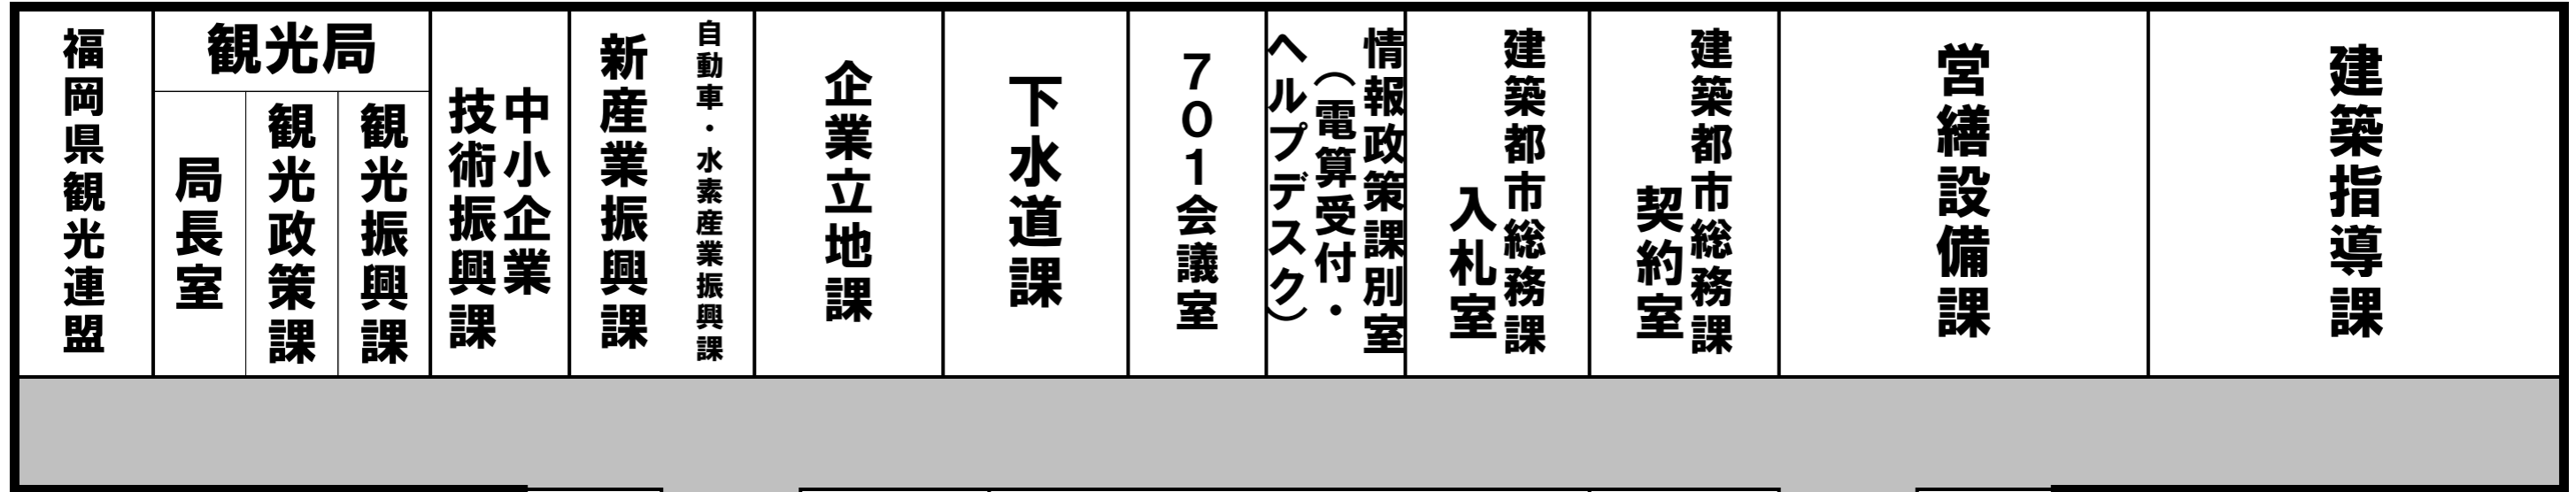 福岡県観光連盟
観光局
局長室
観光政策課
観光振興課
中小企業
技術振興課
自動車・水素産業振興課
新産業振興課
企業立地課
下水道課
７０１会議室
情報政策課別室
（電算受付・
ヘルプデスク）
建築都市総務課
入札室
建築都市総務課
契約室
営繕設備課
建築指導課